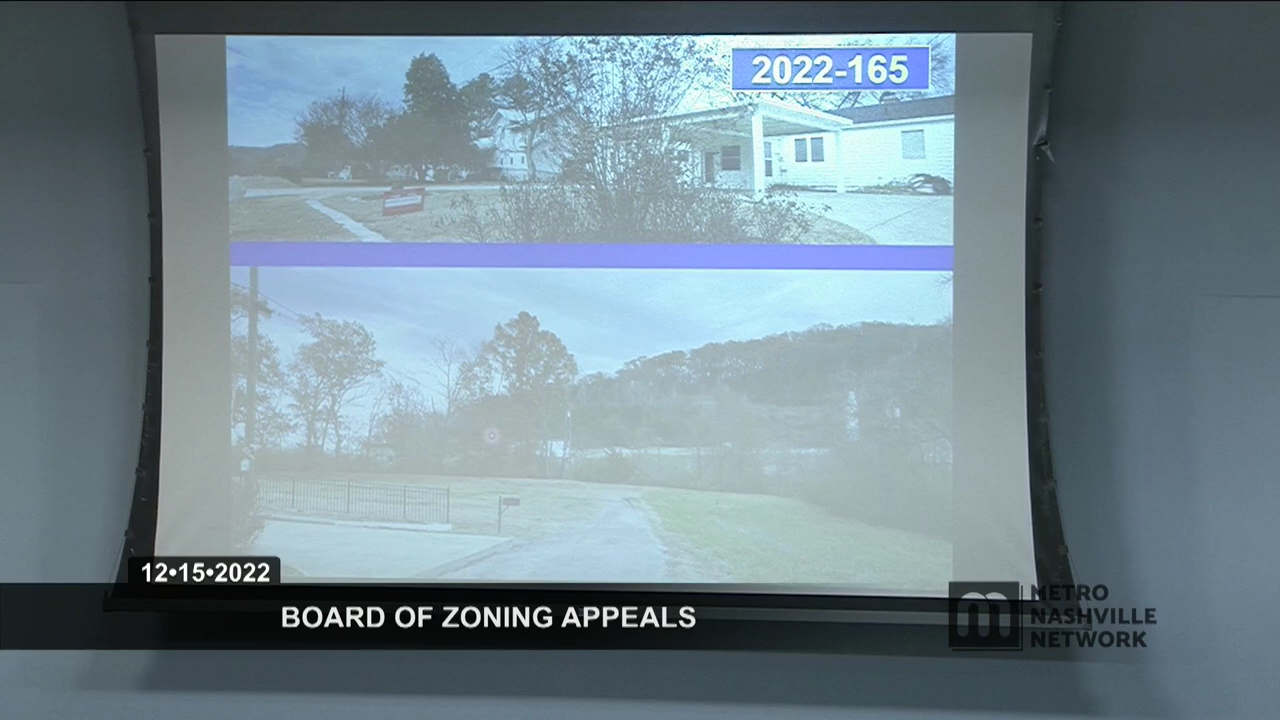 2022-165
12•15•2022
BOARD OF ZONING APPEALS
METRO
NASHVILLE
NETWORK